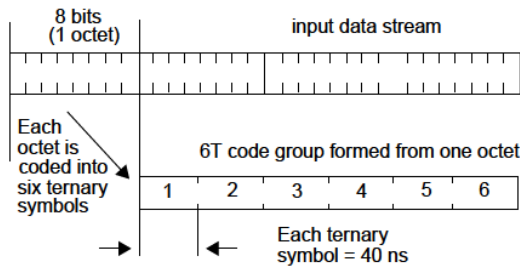 8 bits
(1 octet)
input data stream
Each
octet is
coded into
six ternary
symbols
6T code group formed from one octet
1 2 3 4 5 6
Each ternary
symbol = 40 ns